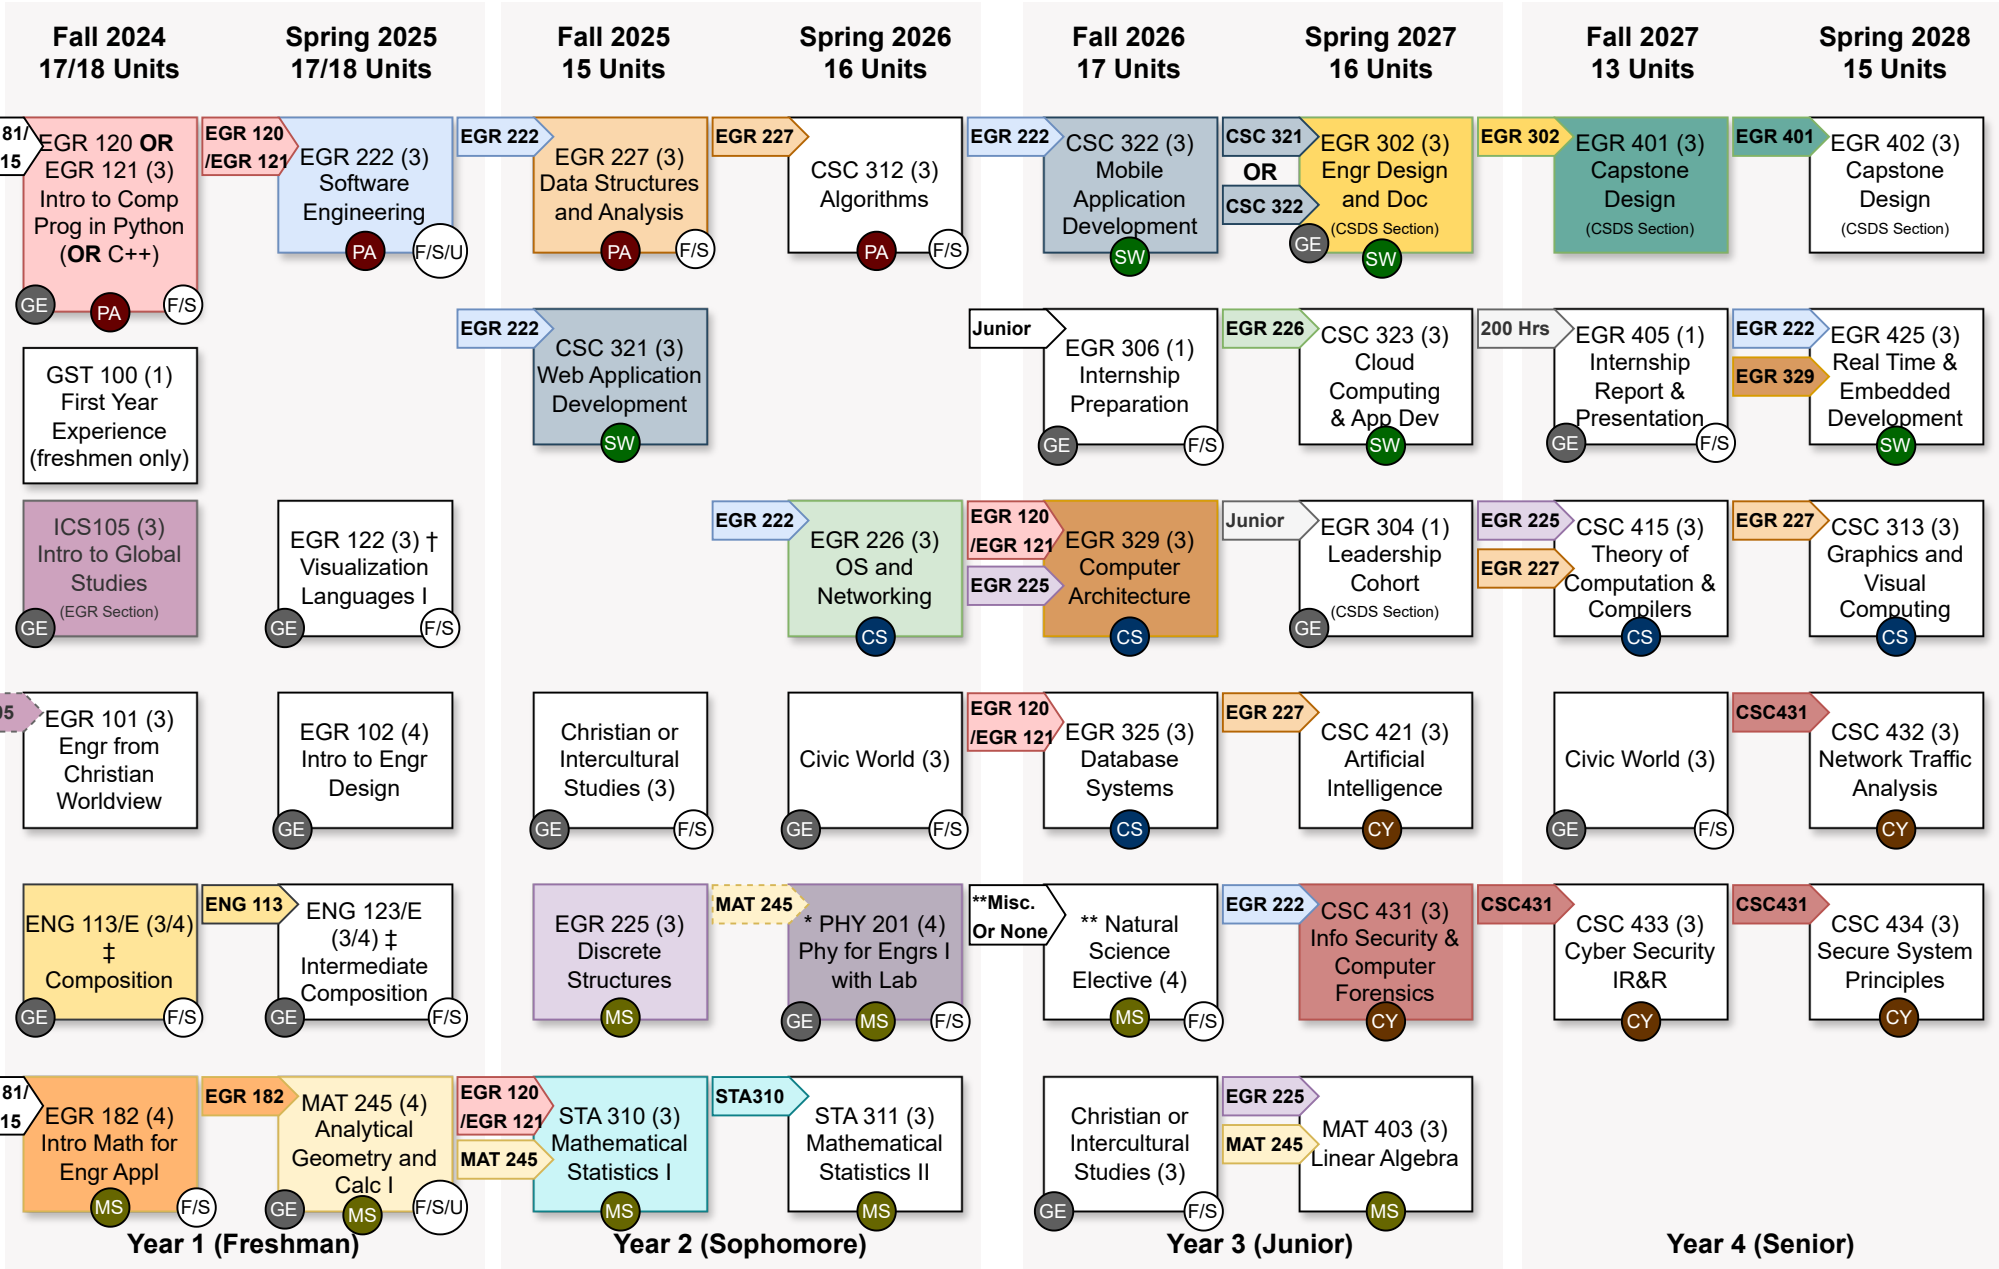 Fall 2024
17/18 Units
Spring 2025
17/18 Units
Fall 2025
15 Units
Spring 2026
16 Units
Fall 2026
17 Units
Spring 2027
16 Units
Fall 2027
13 Units
Spring 2028
15 Units
81/
15
EGR 120 OR
EGR 121 (3)
Intro to Comp
Prog in Python
(OR C++)
GE
PA
F/S
EGR 120
/EGR 121
EGR 222 (3)
Software
Engineering
PA
F/S/U
EGR 222
EGR 227 (3)
Data Structures
and Analysis
PA
F/S
EGR 227
CSC 312 (3)
Algorithms
PA
F/S
EGR 222
CSC 322 (3)
Mobile
Application
Development
SW
CSC 321
OR
CSC 322
EGR 302 (3)
Engr Design
and Doc
(CSDS Section)
GE
SW
EGR 302
EGR 401 (3)
Capstone
Design
(CSDS Section)
EGR 401
EGR 402 (3)
Capstone
Design
(CSDS Section)
GST 100 (1)
First Year
Experience
(freshmen only)
EGR 222
CSC 321 (3)
Web Application
Development
SW
Junior
EGR 306 (1)
Internship
Preparation
GE
F/S
EGR 226
CSC 323 (3)
Cloud
Computing
& App Dev
SW
200 Hrs
EGR 405 (1)
Internship
Report &
Presentation
GE
F/S
EGR 222
EGR 329
EGR 425 (3)
Real Time &
Embedded
Development
SW
ICS105 (3)
Intro to Global
Studies
(EGR Section)
GE
EGR 122 (3) †
Visualization
Languages I
GE
F/S
EGR 222
EGR 226 (3)
OS and
Networking
CS
EGR 120
/EGR 121
EGR 225
EGR 329 (3)
Computer
Architecture
CS
Junior
EGR 304 (1)
Leadership
Cohort
(CSDS Section)
GE
EGR 225
EGR 227
CSC 415 (3)
Theory of
Computation &
Compilers
CS
EGR 227
CSC 313 (3)
Graphics and
Visual
Computing
CS
05
EGR 101 (3)
Engr from
Christian
Worldview
EGR 102 (4)
Intro to Engr
Design
GE
Christian or
Intercultural
Studies (3)
GE
F/S
Civic World (3)
GE
F/S
EGR 120
/EGR 121
EGR 325 (3)
Database
Systems
CS
EGR 227
CSC 421 (3)
Artificial
Intelligence
CY
Civic World (3)
GE
F/S
CSC431
CSC 432 (3)
Network Traffic
Analysis
CY
ENG 113/E (3/4)
‡
Composition
GE
F/S
ENG 113
ENG 123/E
(3/4) ‡
Intermediate
Composition
GE
F/S
EGR 225 (3)
Discrete
Structures
MS
MAT 245
* PHY 201 (4)
Phy for Engrs I
with Lab
GE
MS
F/S
**Misc.
Or None
** Natural
Science
Elective (4)
MS
F/S
EGR 222
CSC 431 (3)
Info Security &
Computer
Forensics
CY
CSC431
CSC 433 (3)
Cyber Security
IR&R
CY
CSC431
CSC 434 (3)
Secure System
Principles
CY
81/
15
EGR 182 (4)
Intro Math for
Engr Appl
MS
F/S
EGR 182
MAT 245 (4)
Analytical
Geometry and
Calc I
GE
MS
F/S/U
EGR 120
/EGR 121
MAT 245
STA 310 (3)
Mathematical
Statistics I
MS
STA310
STA 311 (3)
Mathematical
Statistics II
MS
Christian or
Intercultural
Studies (3)
GE
F/S
EGR 225
MAT 245
MAT 403 (3)
Linear Algebra
MS
Year 1 (Freshman)
Year 2 (Sophomore)
Year 3 (Junior)
Year 4 (Senior)